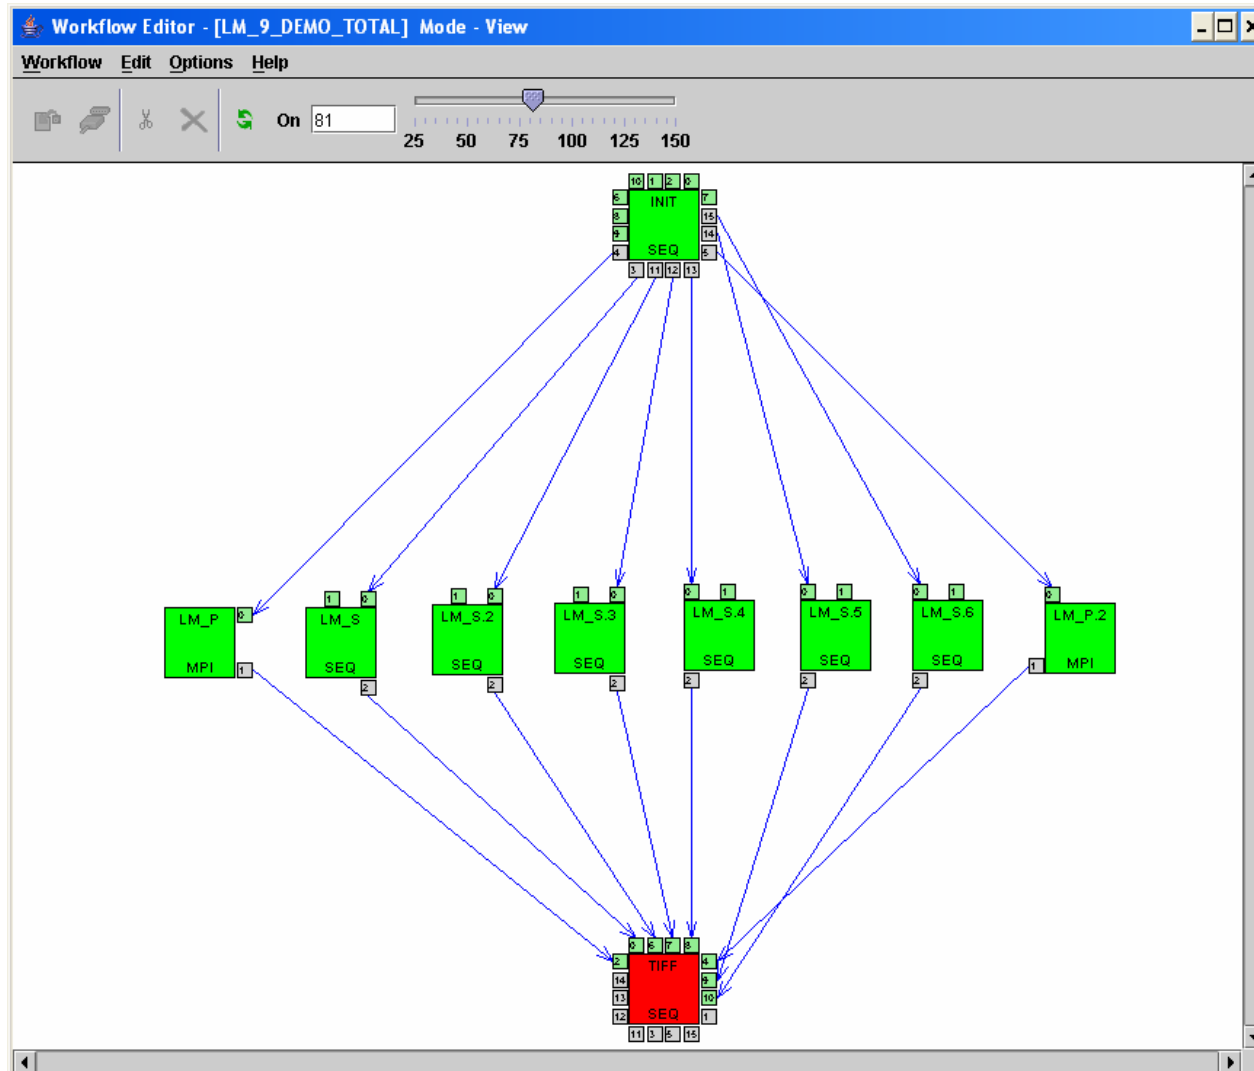 Workflow Editor - [LM_9_DEMO_TOTAL] Mode - View
Workflow Edit Options Help
On 81
25 50 75 100 125 150
10 1 2 0
6 INIT 7
8 15
9 14
4 SEQ 5
3 11 12 13
1 0 1 0 1 0 0 1 0 1 0 1 0
LM_P 0 LM_S LM_S.2 LM_S.3 LM_S.4 LM_S.5 LM_S.6 LM_P.2
MPI 1 SEQ SEQ SEQ SEQ SEQ SEQ 1 MPI
2 2 2 2 2 2
0 6 7 8
2 TIFF 4
14 9
13 10
12 SEQ 1
11 3 5 15